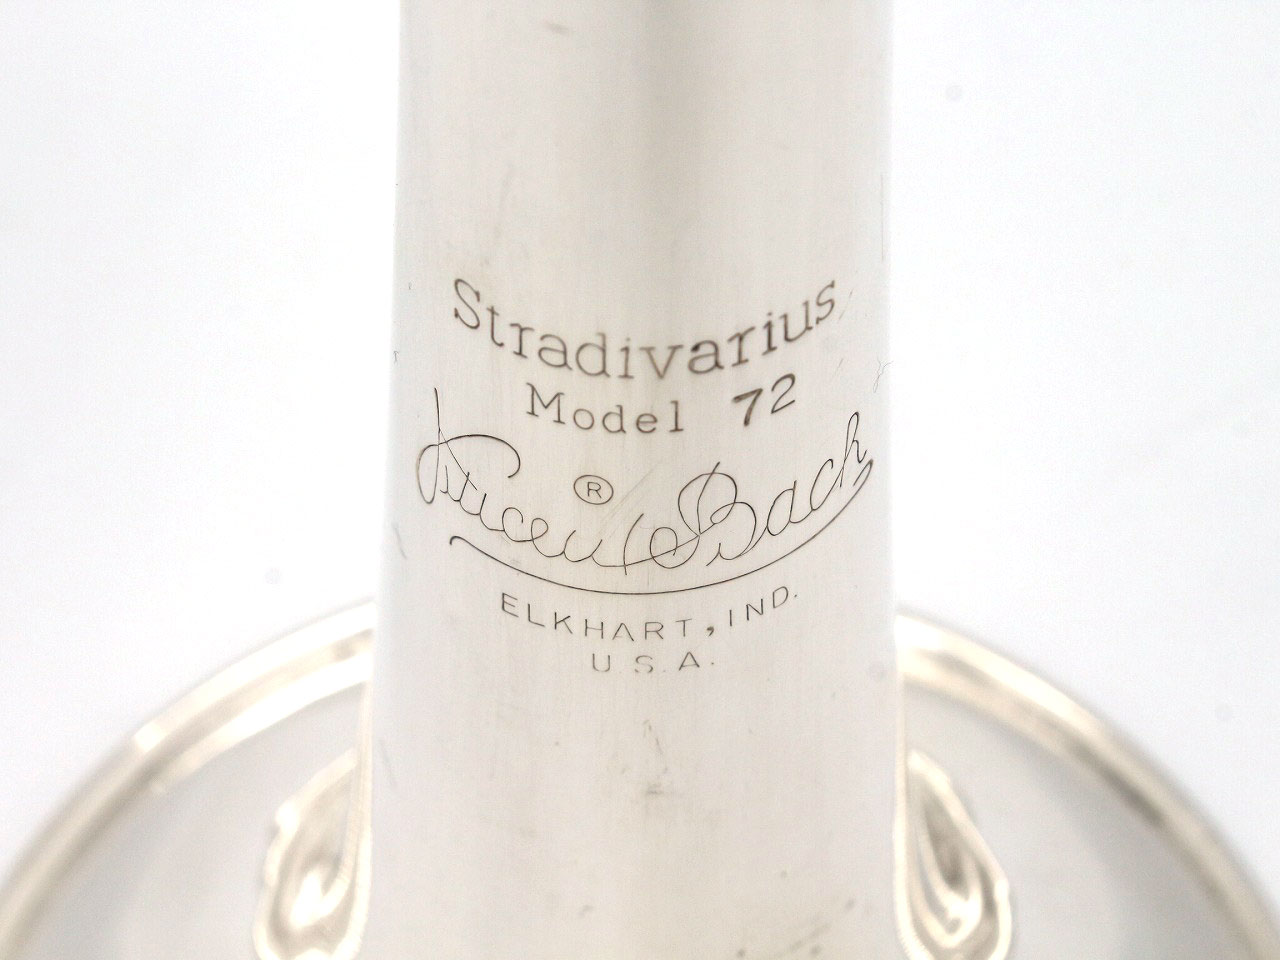 Stradivarius
Model 72
Vincent Bach
®
ELKHART, IND.
U.S.A.